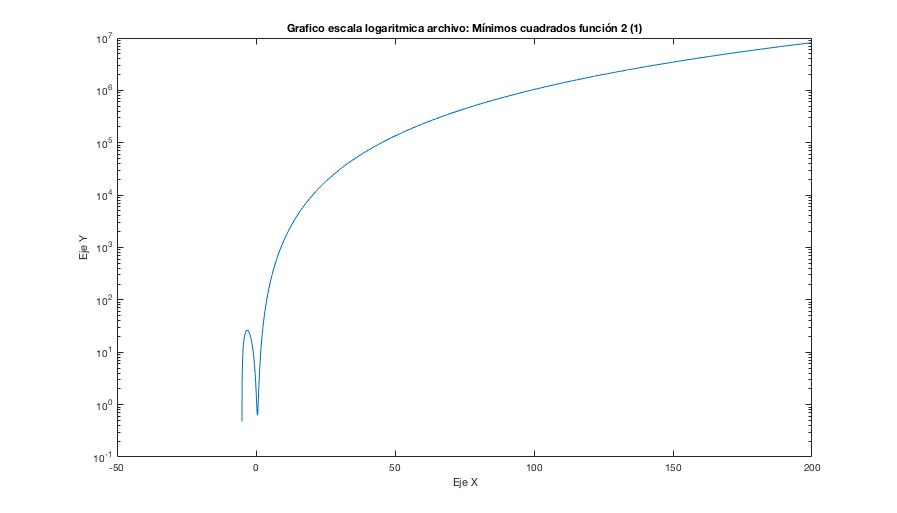 Grafico escala logaritmica archivo: Mínimos cuadrados función 2 (1)
10^7
10^6
10^5
10^4
10^3
10^2
10^1
10^0
10^-1
Eje Y
-50 0 50 100 150 200
Eje X